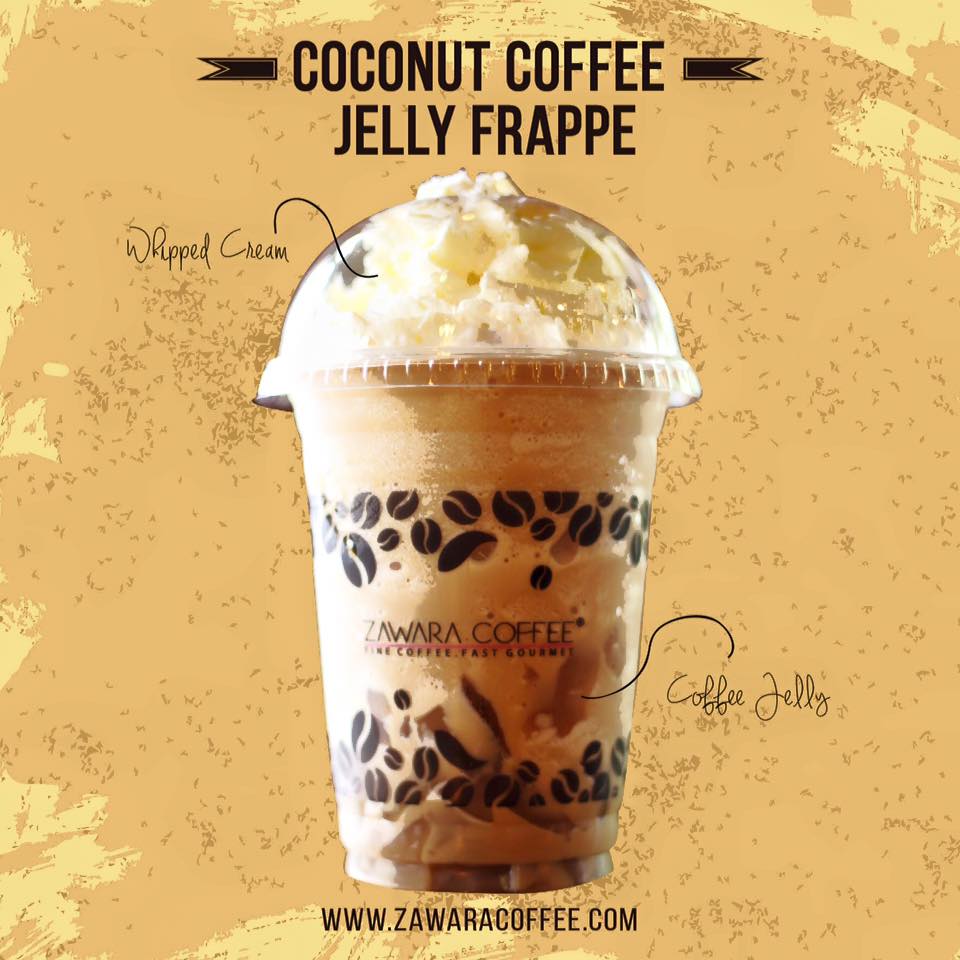 COCONUT COFFEE
JELLY FRAPPE
Whipped Cream
ZAWARA COFFEE®
FINE COFFEE.FAST GOURMET
Coffee Jelly
WWW.ZAWARACOFFEE.COM